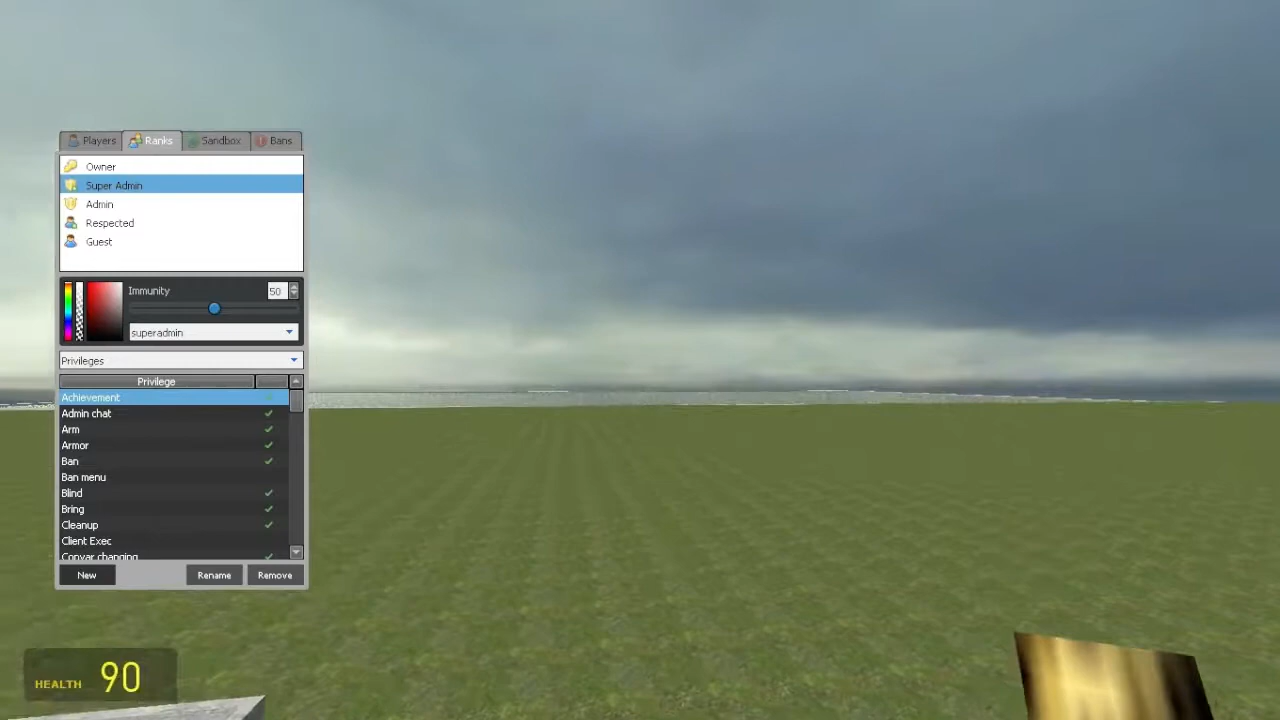 Players Ranks Sandbox Bans
Owner
Super Admin
Admin
Respected
Guest
Immunity 50
superadmin
Privileges
Privilege
Achievement
Admin chat
Arm
Armor
Ban
Ban menu
Blind
Bring
Cleanup
Client Exec
Convar changing
New Rename Remove
HEALTH 90